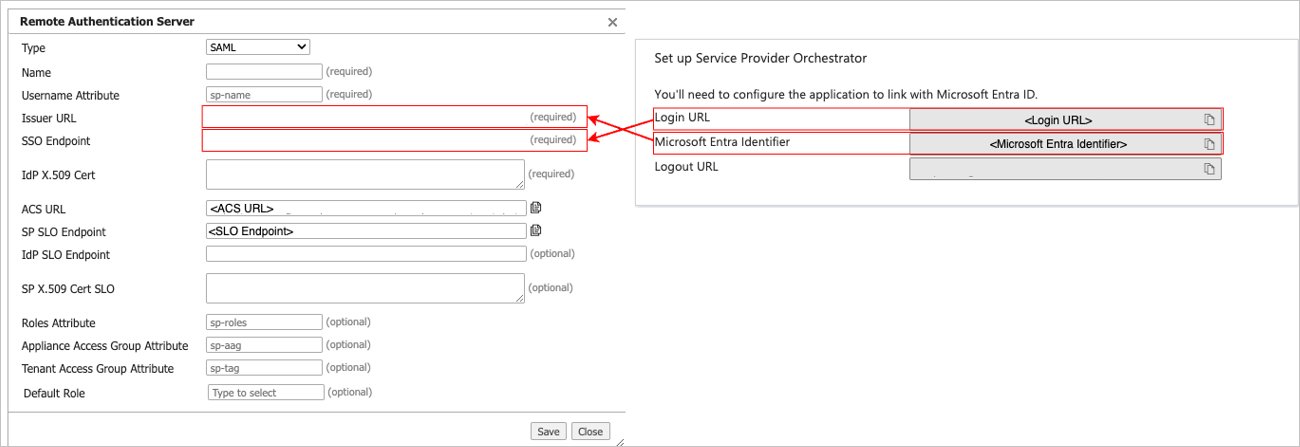 Remote Authentication Server
Type SAML
Name (required)
Username Attribute sp-name (required)
Issuer URL (required)
SSO Endpoint (required)
IdP X.509 Cert (required)
ACS URL <ACS URL>
SP SLO Endpoint <SLO Endpoint>
IdP SLO Endpoint (optional)
SP X.509 Cert SLO (optional)
Roles Attribute sp-roles (optional)
Appliance Access Group Attribute sp-aag (optional)
Tenant Access Group Attribute sp-tag (optional)
Default Role Type to select (optional)
Save Close
Set up Service Provider Orchestrator
You'll need to configure the application to link with Microsoft Entra ID.
Login URL <Login URL>
Microsoft Entra Identifier <Microsoft Entra Identifier>
Logout URL